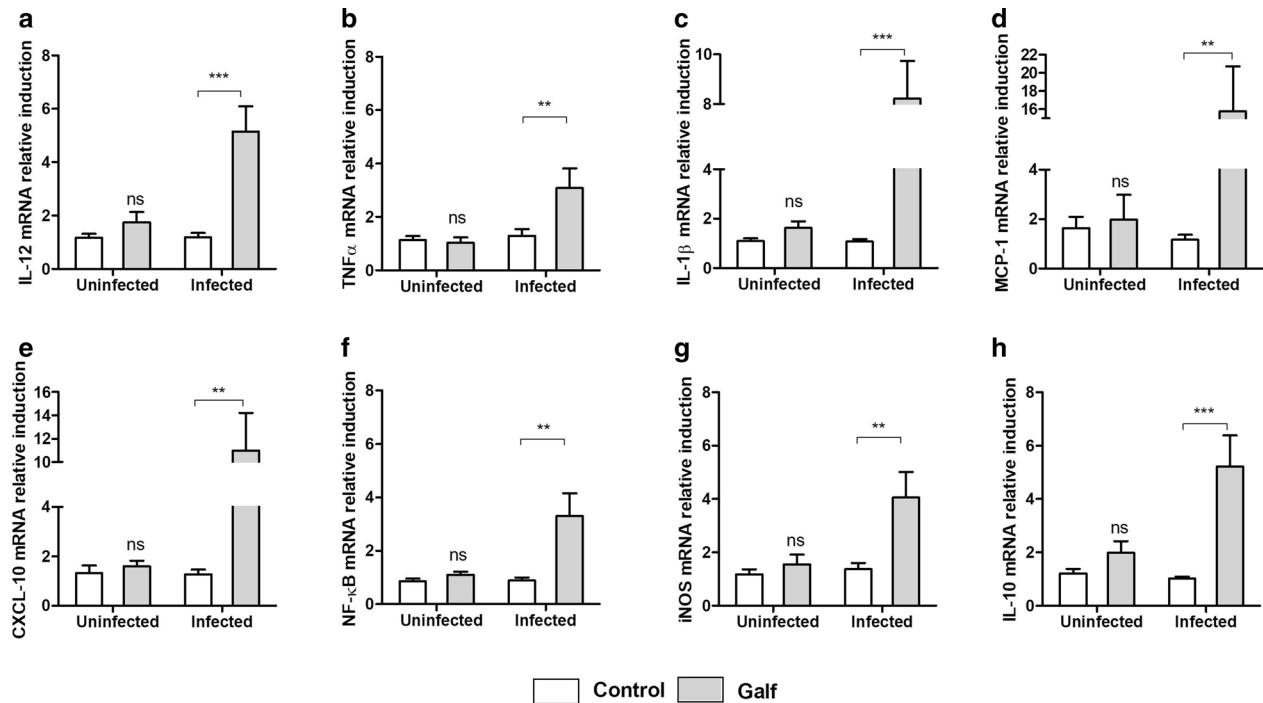 a
IL-12 mRNA relative induction
8
6
4
2
0
***
ns
Uninfected
Infected
b
TNFα mRNA relative induction
8
6
4
2
0
**
ns
Uninfected
Infected
c
IL-1β mRNA relative induction
10
8
4
2
0
***
ns
Uninfected
Infected
d
MCP-1 mRNA relative induction
22
20
18
16
4
2
0
**
ns
Uninfected
Infected
e
CXCL-10 mRNA relative induction
16
14
12
10
4
2
0
**
ns
Uninfected
Infected
f
NF-κB mRNA relative induction
8
6
4
2
0
**
ns
Uninfected
Infected
g
iNOS mRNA relative induction
8
6
4
2
0
**
ns
Uninfected
Infected
h
IL-10 mRNA relative induction
8
6
4
2
0
***
ns
Uninfected
Infected
Control
Galf